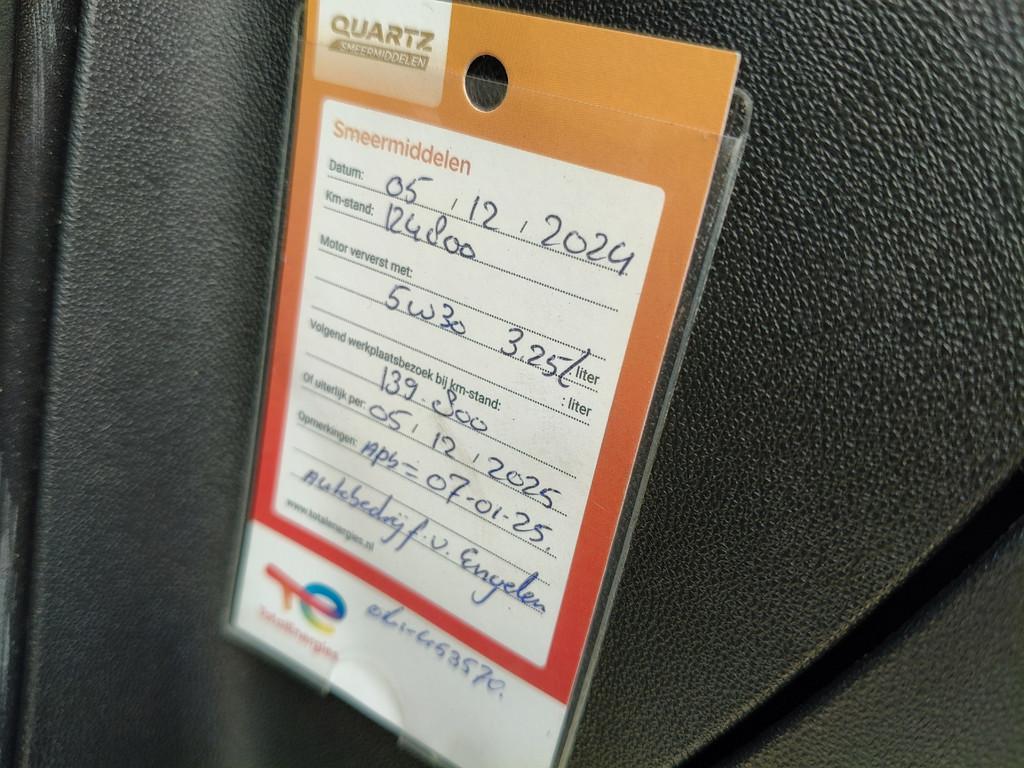 QUARTZ
SMEERMIDDELEN
Smeermiddelen
Datum: 05, 12, 2024
Km-stand: 124800
Motor ververst met:
5w30 3.25l : liter
: liter
Volgend werkplaatsbezoek bij km-stand:
139.800
Of uiterlijk per: 05, 12, 2025
Opmerkingen: Apk= 07-01-25.
Autobedrijf v. Engelen
www.totalenergies.nl
TotalEnergies